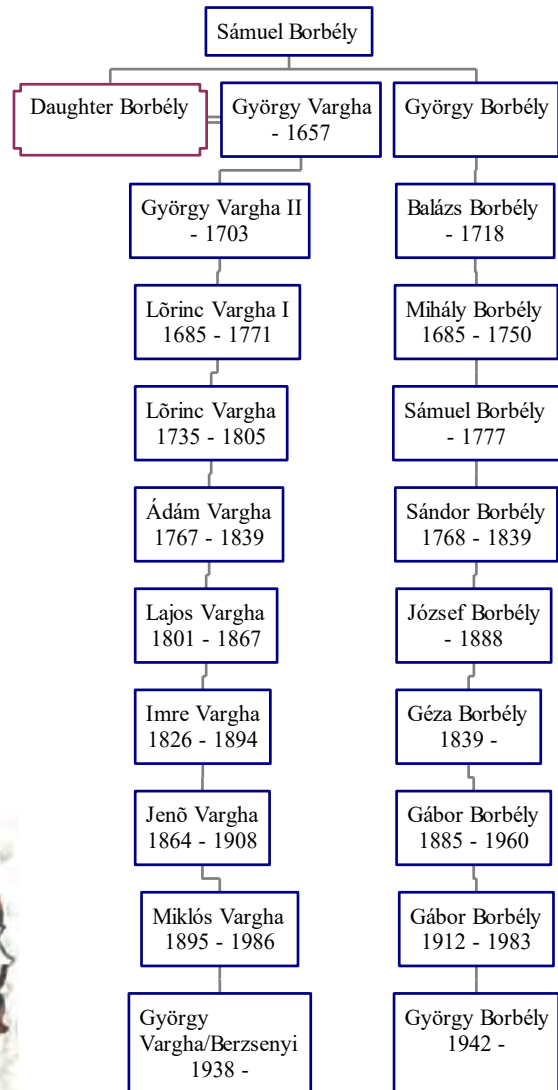 Sámuel Borbély
Daughter Borbély
György Vargha
- 1657
György Borbély
György Vargha II
- 1703
Balázs Borbély
- 1718
Lõrinc Vargha I
1685 - 1771
Mihály Borbély
1685 - 1750
Lõrinc Vargha
1735 - 1805
Sámuel Borbély
- 1777
Ádám Vargha
1767 - 1839
Sándor Borbély
1768 - 1839
Lajos Vargha
1801 - 1867
József Borbély
- 1888
Imre Vargha
1826 - 1894
Géza Borbély
1839 -
Jenõ Vargha
1864 - 1908
Gábor Borbély
1885 - 1960
Miklós Vargha
1895 - 1986
Gábor Borbély
1912 - 1983
György
Vargha/Berzsenyi
1938 -
György Borbély
1942 -